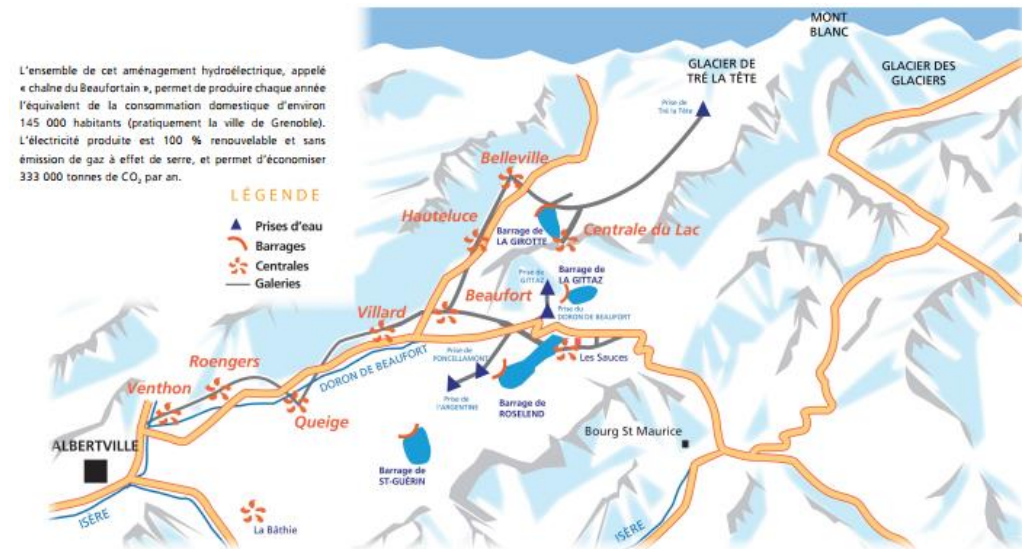 MONT
BLANC
GLACIER DE
TRÉ LA TÊTE
GLACIER DES
GLACIERS
L'ensemble de cet aménagement hydroélectrique, appelé
« chaîne du Beaufortain », permet de produire chaque année
l'équivalent de la consommation domestique d'environ
145 000 habitants (pratiquement la ville de Grenoble).
L'électricité produite est 100 % renouvelable et sans
émission de gaz à effet de serre, et permet d'économiser
333 000 tonnes de CO₂ par an.
LÉGENDE
Prises d'eau
Barrages
Centrales
Galeries
Prise de
Tré la Tête
Belleville
Hauteluce
Barrage de
LA GIROTTE
Centrale du Lac
Prise du
GITTAZ
Barrage de
LA GITTAZ
Beaufort
Prise du
DORON DE BEAUFORT
Villard
Les Sauces
Prise de
PONCELLAMONT
DORON DE BEAUFORT
Roengers
Venthon
Prise de
l'ARGENTINE
Barrage de
ROSELEND
Queige
Bourg St Maurice
ALBERTVILLE
Barrage de
ST-GUÉRIN
ISÈRE
La Bâthie
ISÈRE